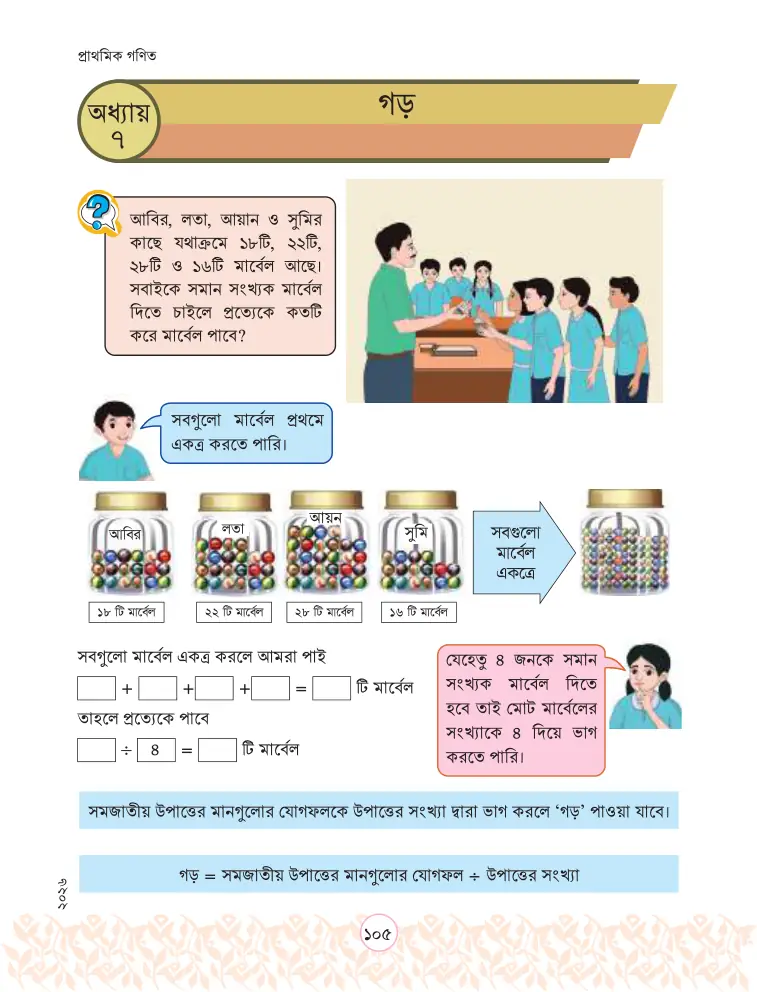 প্রাথমিক গণিত
অধ্যায়
৭
গড়
আবির, লতা, আয়ান ও সুমির
কাছে যথাক্রমে ১৮টি, ২২টি,
২৮টি ও ১৬টি মার্বেল আছে।
সবাইকে সমান সংখ্যক মার্বেল
দিতে চাইলে প্রত্যেকে কতটি
করে মার্বেল পাবে?
সবগুলো মার্বেল প্রথমে
একত্র করতে পারি।
আবির
লতা
আয়ন
সুমি
সবগুলো
মার্বেল
একত্রে
১৮ টি মার্বেল
২২ টি মার্বেল
২৮ টি মার্বেল
১৬ টি মার্বেল
সবগুলো মার্বেল একত্র করলে আমরা পাই
+ + + = টি মার্বেল
তাহলে প্রত্যেকে পাবে
÷ ৪ = টি মার্বেল
যেহেতু ৪ জনকে সমান
সংখ্যক মার্বেল দিতে
হবে তাই মোট মার্বেলের
সংখ্যাকে ৪ দিয়ে ভাগ
করতে পারি।
সমজাতীয় উপাত্তের মানগুলোর যোগফলকে উপাত্তের সংখ্যা দ্বারা ভাগ করলে ‘গড়’ পাওয়া যাবে।
গড় = সমজাতীয় উপাত্তের মানগুলোর যোগফল ÷ উপাত্তের সংখ্যা
২০২৬
১০৫